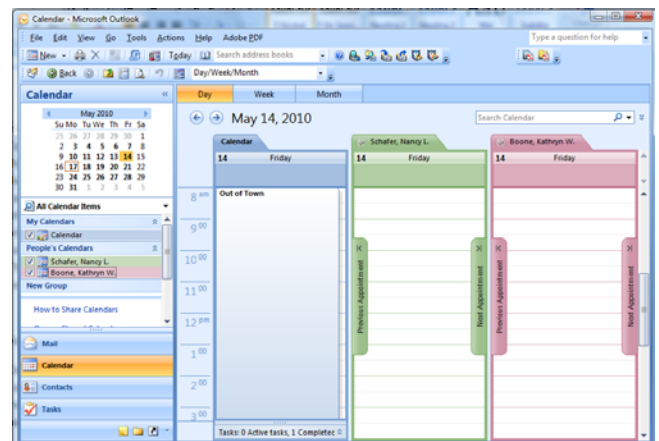 Calendar - Microsoft Outlook
File Edit View Go Tools Actions Help Adobe PDF
Type a question for help
New Today Search address books
Back Day/Week/Month
Calendar
Day Week Month
May 2010
Su Mo Tu We Th Fr Sa
25 26 27 28 29 30 1
2 3 4 5 6 7 8
9 10 11 12 13 14 15
16 17 18 19 20 21 22
23 24 25 26 27 28 29
30 31 1 2 3 4 5
All Calendar Items
My Calendars
Calendar
People's Calendars
Schafer, Nancy L.
Boone, Kathryn W.
New Group
How to Share Calendars
Mail
Calendar
Contacts
Tasks
May 14, 2010
Search Calendar
Calendar
Schafer, Nancy L.
Boone, Kathryn W.
14 Friday
14 Friday
14 Friday
8 am
9 00
10 00
11 00
12 pm
1 00
2 00
3 00
Out of Town
Previous Appointment
Next Appointment
Previous Appointment
Next Appointment
Tasks: 0 Active tasks, 1 Completec